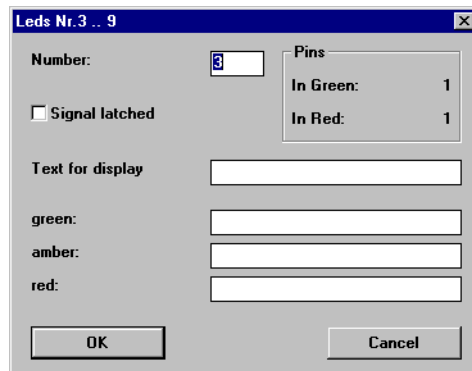 Leds Nr.3 .. 9
Number:
3
Pins
In Green: 1
Signal latched
In Red: 1
Text for display
green:
amber:
red:
OK
Cancel